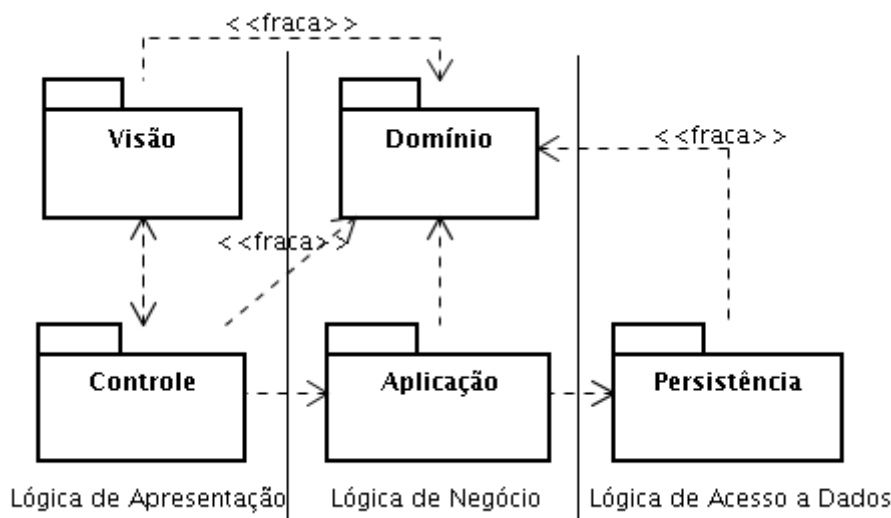 <<fraca>>
Visão
Domínio
<<fraca>>
<<fraca>>
Controle
Aplicação
Persistência
Lógica de Apresentação
Lógica de Negócio
Lógica de Acesso a Dados